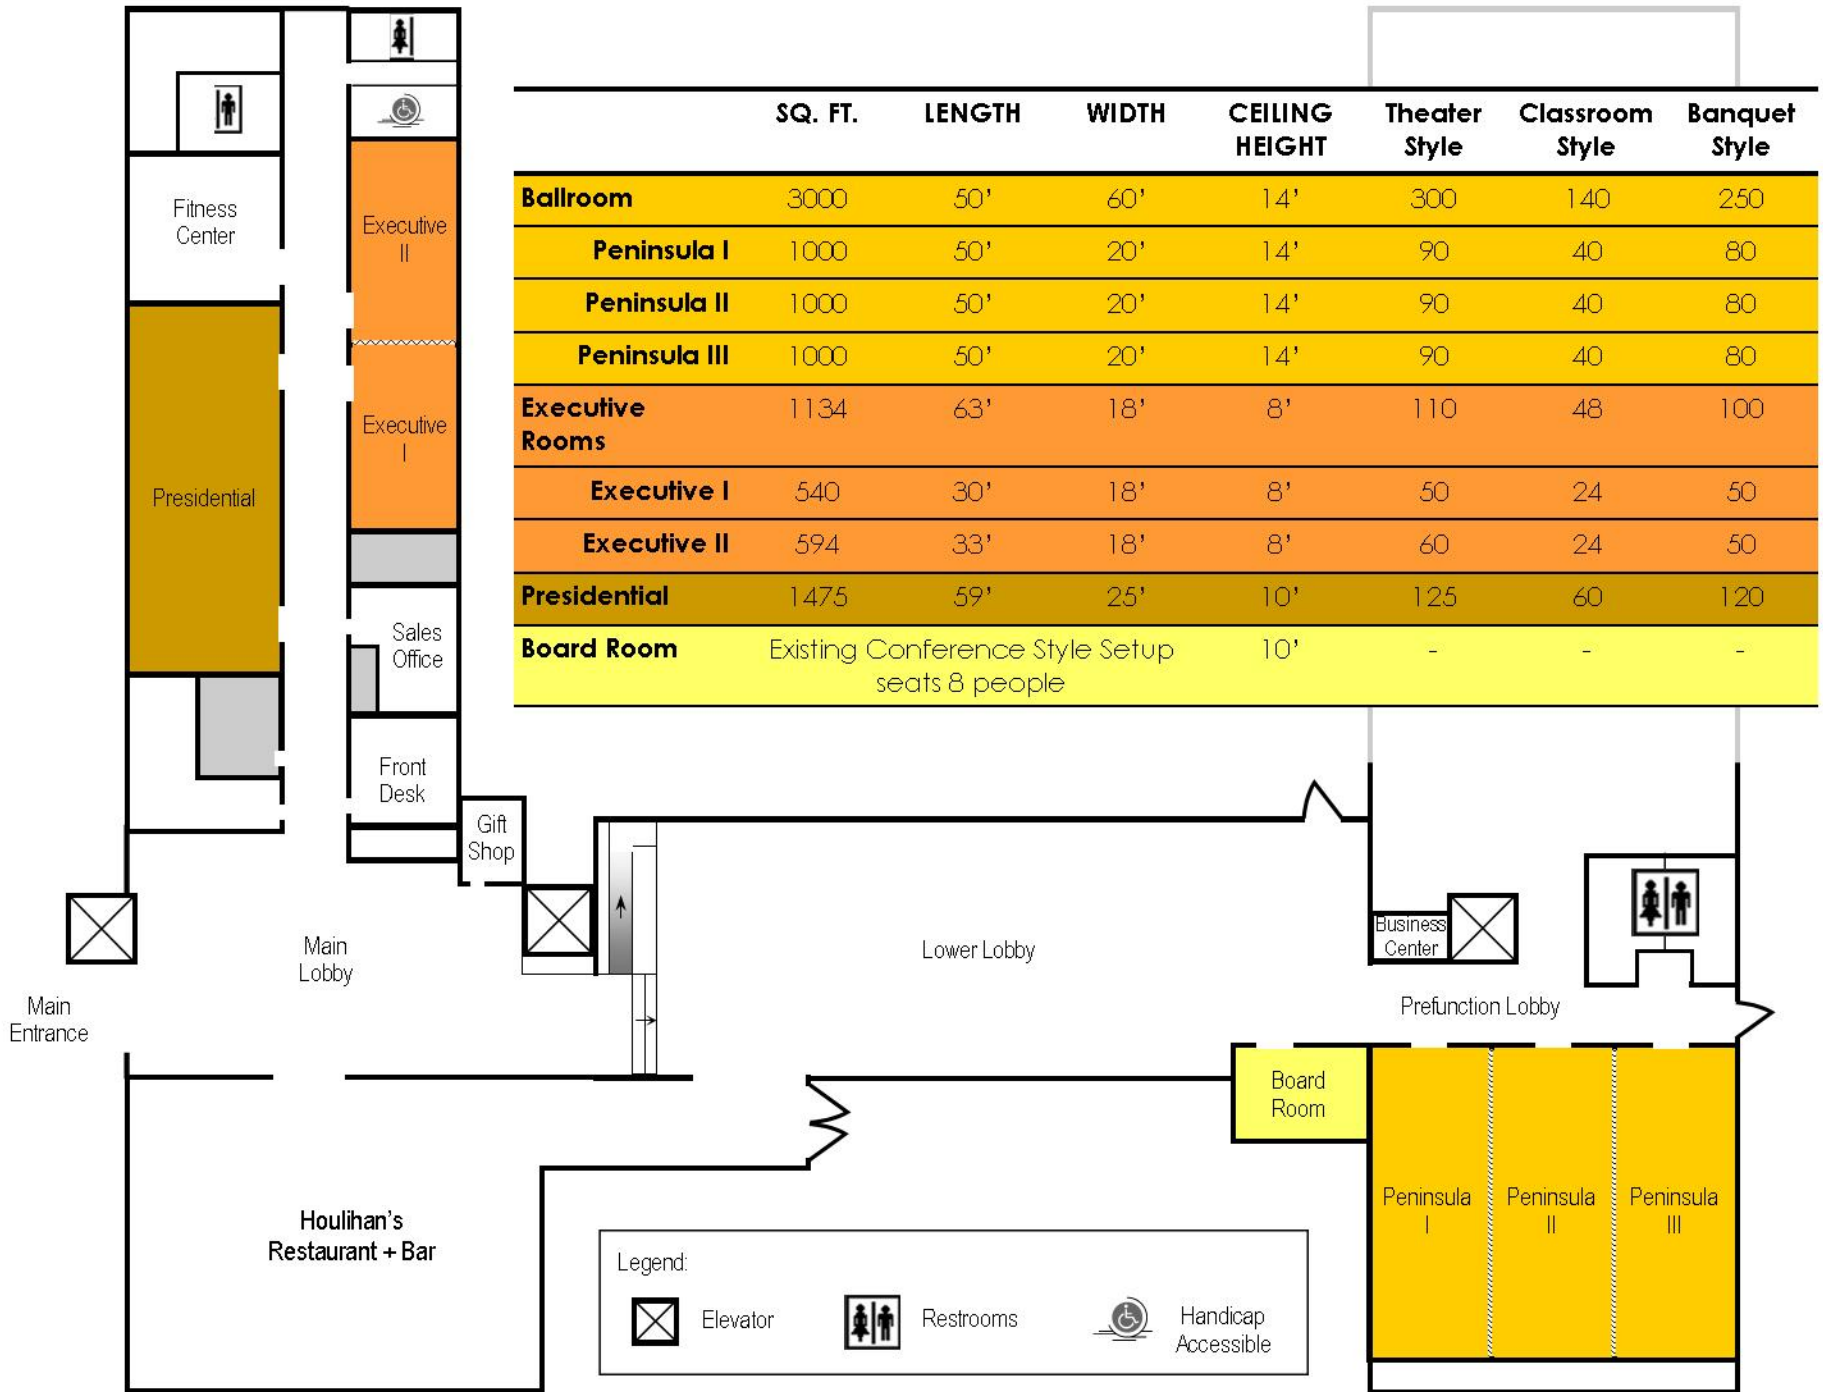 SQ. FT. LENGTH WIDTH CEILING HEIGHT Theater Style Classroom Style Banquet Style
Ballroom 3000 50’ 60’ 14’ 300 140 250
Peninsula I 1000 50’ 20’ 14’ 90 40 80
Peninsula II 1000 50’ 20’ 14’ 90 40 80
Peninsula III 1000 50’ 20’ 14’ 90 40 80
Executive Rooms 1134 63’ 18’ 8’ 110 48 100
Executive I 540 30’ 18’ 8’ 50 24 50
Executive II 594 33’ 18’ 8’ 60 24 50
Presidential 1475 59’ 25’ 10’ 125 60 120
Board Room Existing Conference Style Setup seats 8 people 10’ - - -
Fitness
Center
Executive
II
Executive
I
Presidential
Sales
Office
Front
Desk
Gift
Shop
Main
Lobby
Main
Entrance
Lower Lobby
Business
Center
Prefunction Lobby
Board
Room
Peninsula
I
Peninsula
II
Peninsula
III
Houlihan’s
Restaurant + Bar
Legend:
Elevator
Restrooms
Handicap
Accessible